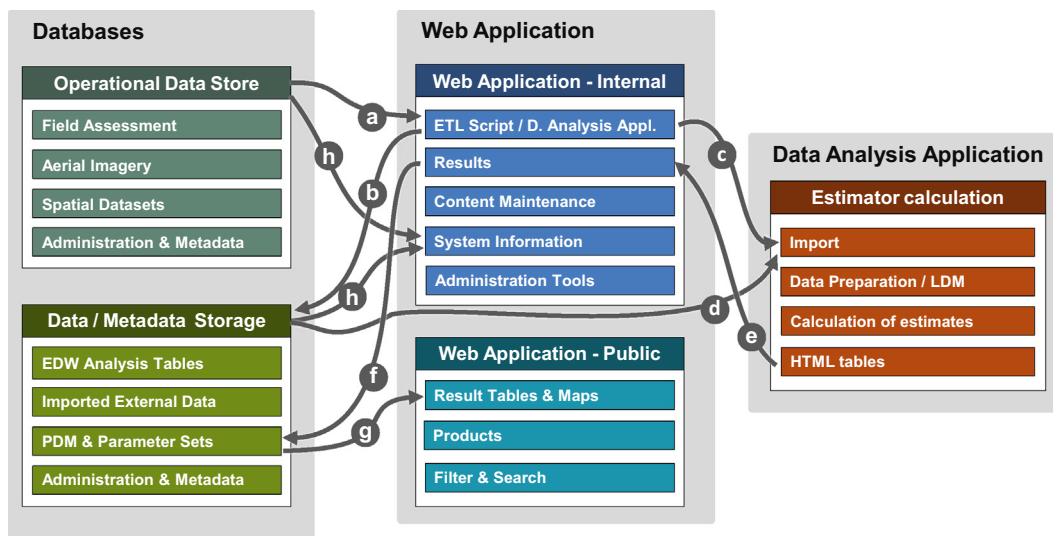 Databases
Operational Data Store
Field Assessment
Aerial Imagery
Spatial Datasets
Administration & Metadata
Data / Metadata Storage
EDW Analysis Tables
Imported External Data
PDM & Parameter Sets
Administration & Metadata
a
h
b
h
f
g
Web Application
Web Application - Internal
ETL Script / D. Analysis Appl.
Results
Content Maintenance
System Information
Administration Tools
Web Application - Public
Result Tables & Maps
Products
Filter & Search
c
d
e
Data Analysis Application
Estimator calculation
Import
Data Preparation / LDM
Calculation of estimates
HTML tables